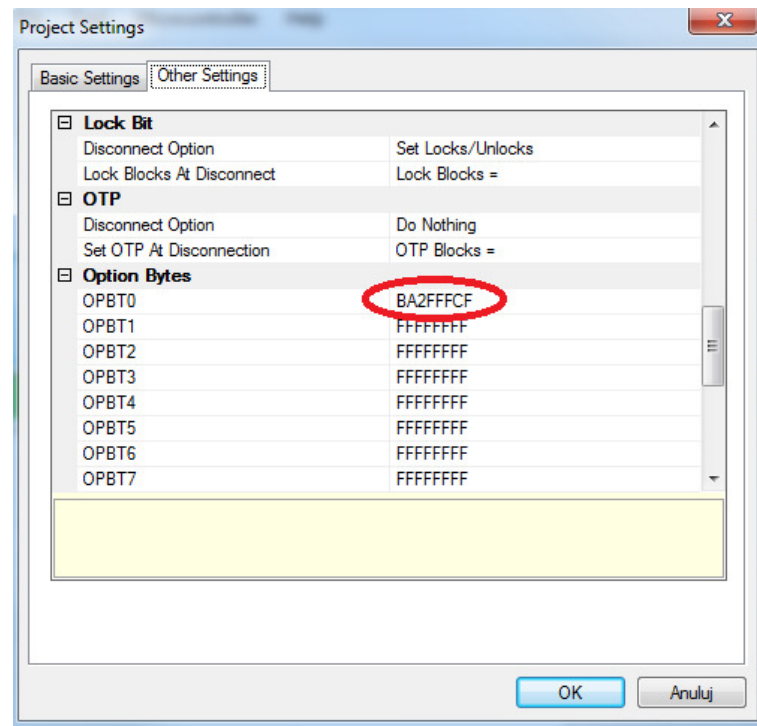 Project Settings
Basic Settings Other Settings
Lock Bit
Disconnect Option Set Locks/Unlocks
Lock Blocks At Disconnect Lock Blocks =
OTP
Disconnect Option Do Nothing
Set OTP At Disconnection OTP Blocks =
Option Bytes
OPBT0 BA2FFFCF
OPBT1 FFFFFFFF
OPBT2 FFFFFFFF
OPBT3 FFFFFFFF
OPBT4 FFFFFFFF
OPBT5 FFFFFFFF
OPBT6 FFFFFFFF
OPBT7 FFFFFFFF
OK Anuluj